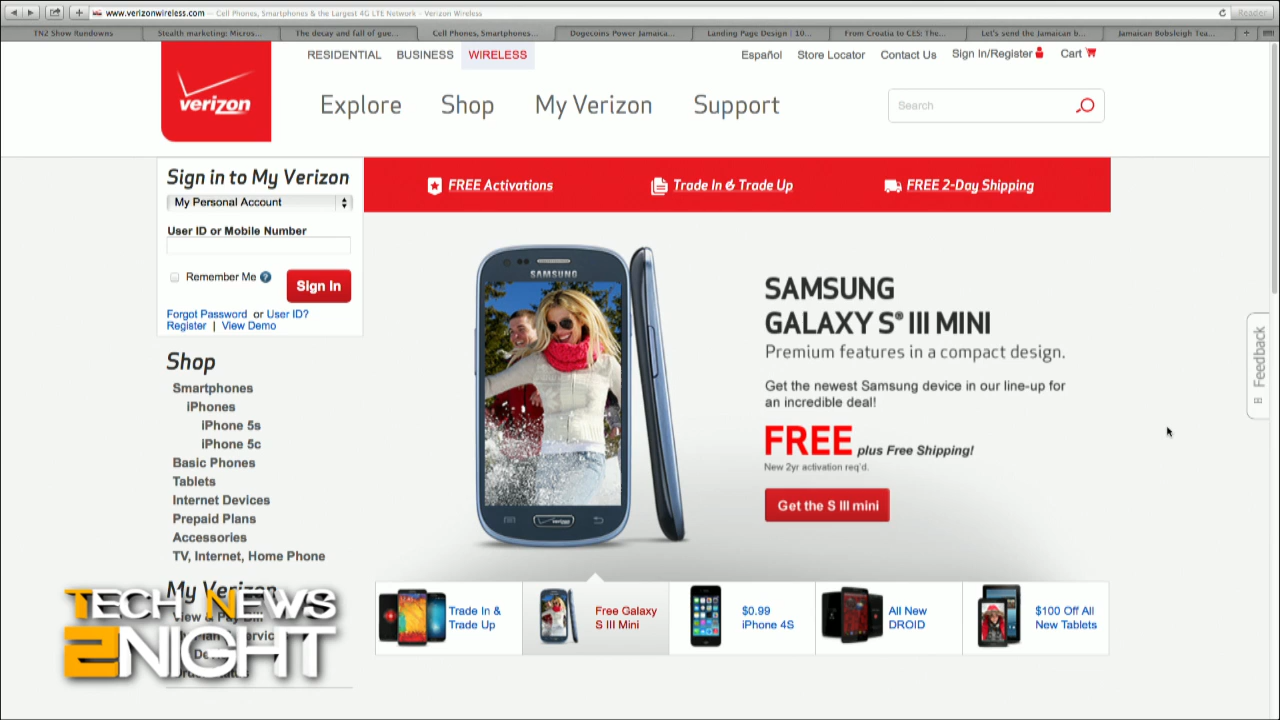 www.verizonwireless.com — Cell Phones, Smartphones & the Largest 4G LTE Network – Verizon Wireless
Reader
TN2 Show Rundowns
Stealth marketing: Micros...
The decay and fall of gue...
Cell Phones, Smartphones...
Dogecoins Power Jamaica...
Landing Page Design | 10...
From Croatia to CES: The...
Let's send the Jamaican b...
Jamaican Bobsleigh Tea...
RESIDENTIAL
BUSINESS
WIRELESS
Español
Store Locator
Contact Us
Sign In/Register
Cart
verizon
Explore
Shop
My Verizon
Support
Search
Sign in to My Verizon
My Personal Account
User ID or Mobile Number
Remember Me ?
Sign In
Forgot Password or User ID?
Register | View Demo
FREE Activations
Trade In & Trade Up
FREE 2-Day Shipping
SAMSUNG
verizon
SAMSUNG
GALAXY S® III MINI
Premium features in a compact design.
Get the newest Samsung device in our line-up for
an incredible deal!
FREE plus Free Shipping!
New 2yr activation req'd.
Get the S III mini
Feedback
Shop
Smartphones
iPhones
iPhone 5s
iPhone 5c
Basic Phones
Tablets
Internet Devices
Prepaid Plans
Accessories
TV, Internet, Home Phone
My Verizon
View & Pay Bill
TECH NEWS
2NIGHT
Trade In &
Trade Up
Free Galaxy
S III Mini
$0.99
iPhone 4S
All New
DROID
$100 Off All
New Tablets